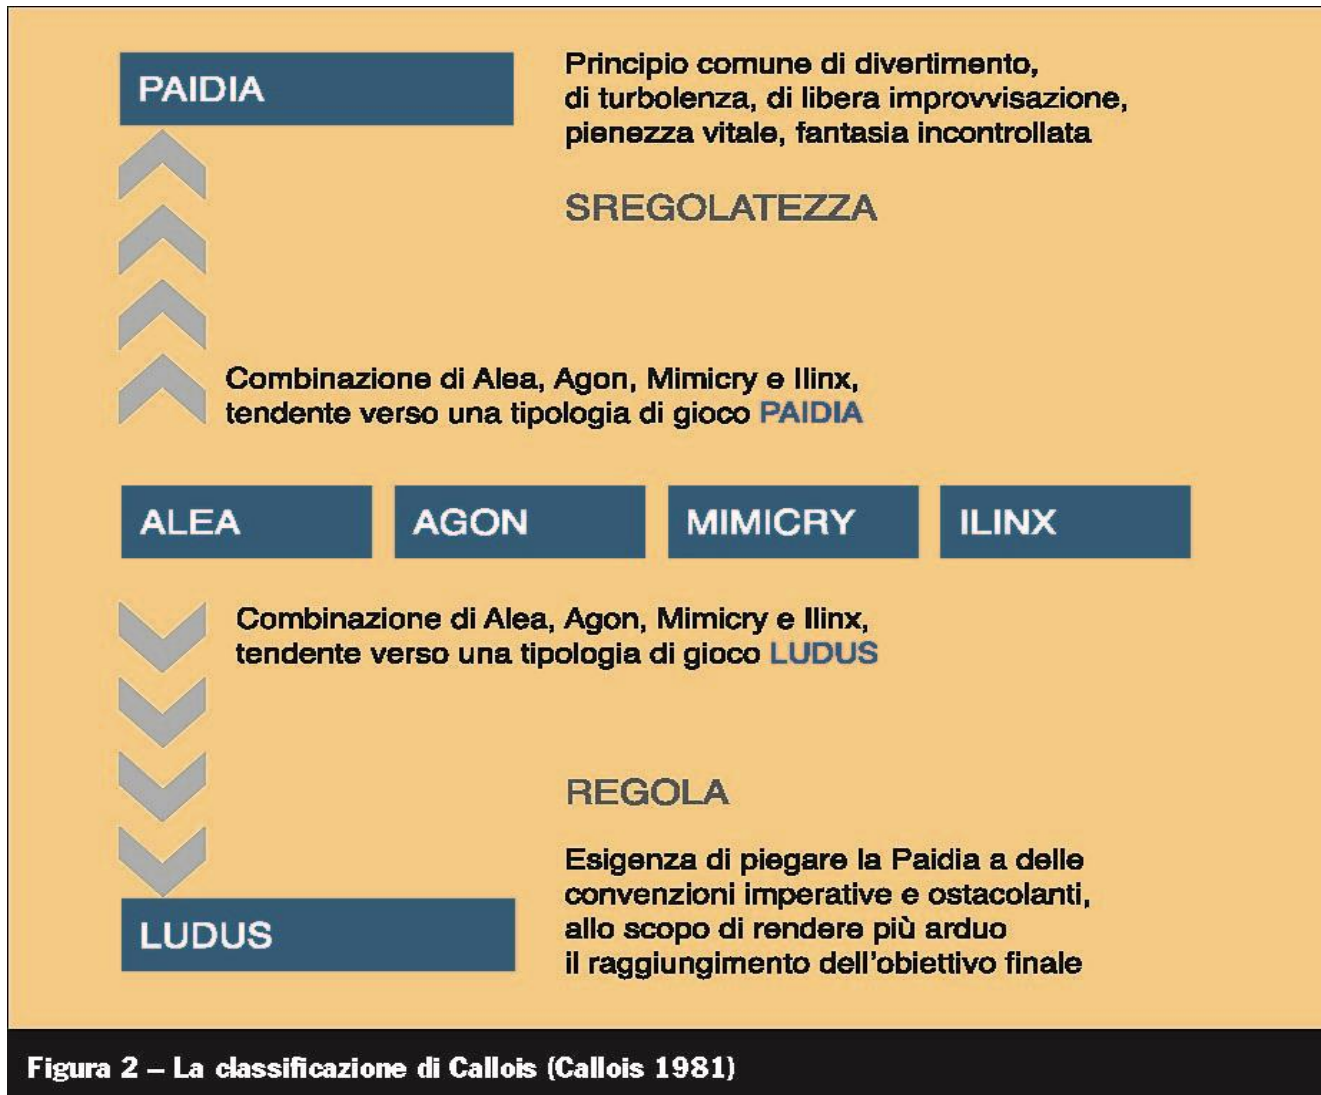 PAIDIA
Principio comune di divertimento,
di turbolenza, di libera improvvisazione,
pienezza vitale, fantasia incontrollata
SREGOLATEZZA
Combinazione di Alea, Agon, Mimicry e Ilinx,
tendente verso una tipologia di gioco PAIDIA
ALEA AGON MIMICRY ILINX
Combinazione di Alea, Agon, Mimicry e Ilinx,
tendente verso una tipologia di gioco LUDUS
REGOLA
Esigenza di piegare la Paidia a delle
convenzioni imperative e ostacolanti,
allo scopo di rendere più arduo
il raggiungimento dell'obiettivo finale
LUDUS
Figura 2 – La classificazione di Callois (Callois 1981)